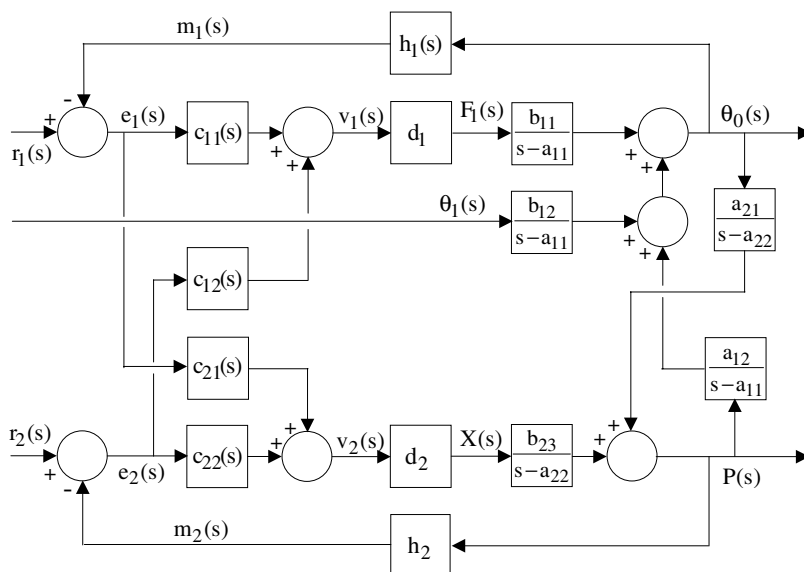 m₁(s)
h₁(s)
-
+
r₁(s)
e₁(s)
c₁₁(s)
+
+
v₁(s)
d₁
F₁(s)
b₁₁
s−a₁₁
+
+
θ₀(s)
θ₁(s)
b₁₂
s−a₁₁
+
+
a₂₁
s−a₂₂
c₁₂(s)
c₂₁(s)
a₁₂
s−a₁₁
r₂(s)
+
-
e₂(s)
c₂₂(s)
+
+
v₂(s)
d₂
X(s)
b₂₃
s−a₂₂
+
+
P(s)
m₂(s)
h₂